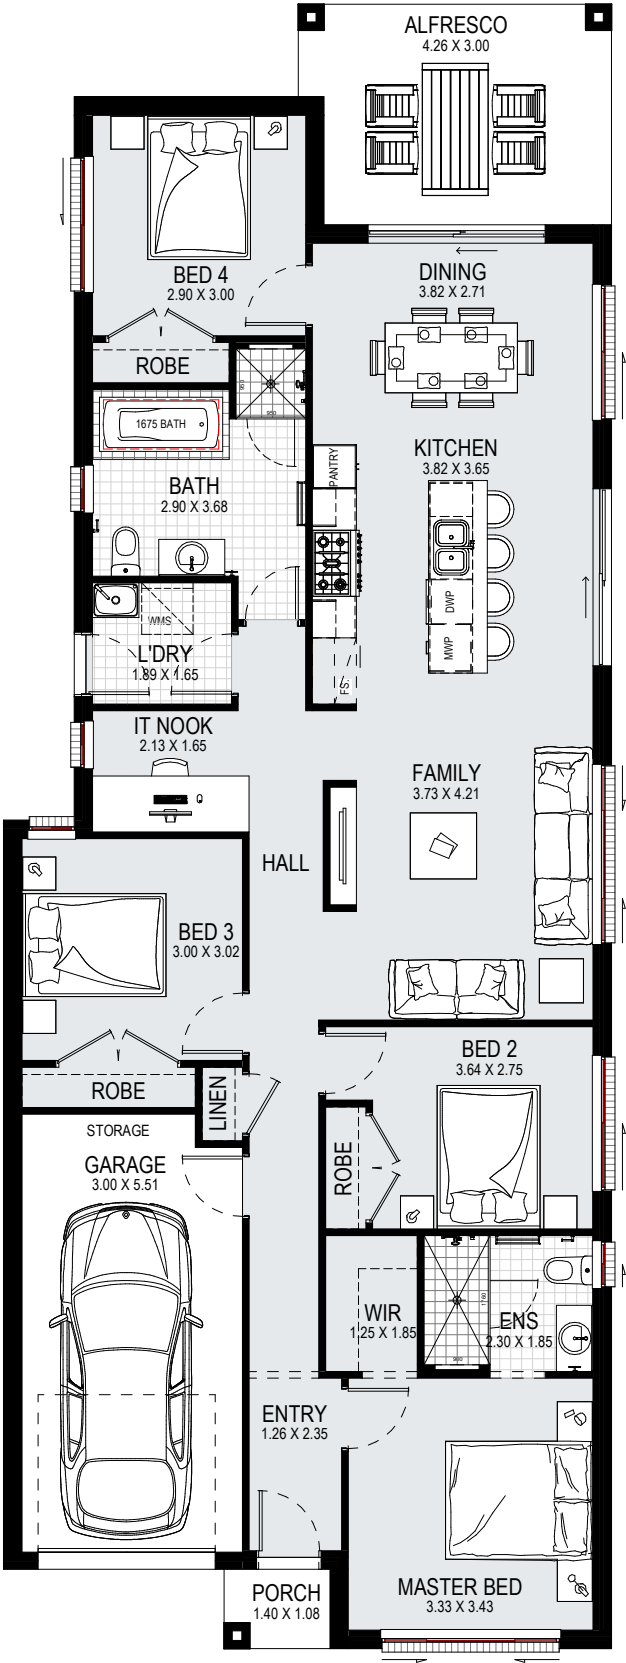 ALFRESCO
4.26 X 3.00
BED 4
2.90 X 3.00
DINING
3.82 X 2.71
ROBE
950
950
1675 BATH
KITCHEN
3.82 X 3.65
PANTRY
BATH
2.90 X 3.68
DWP
MWP
WMS
L'DRY
1.89 X 1.65
FS
IT NOOK
2.13 X 1.65
FAMILY
3.73 X 4.21
HALL
BED 3
3.00 X 3.02
BED 2
3.64 X 2.75
ROBE
LINEN
STORAGE
GARAGE
3.00 X 5.51
ROBE
WIR
1.25 X 1.85
1760
900
ENS
2.30 X 1.85
ENTRY
1.26 X 2.35
MASTER BED
3.33 X 3.43
PORCH
1.40 X 1.08